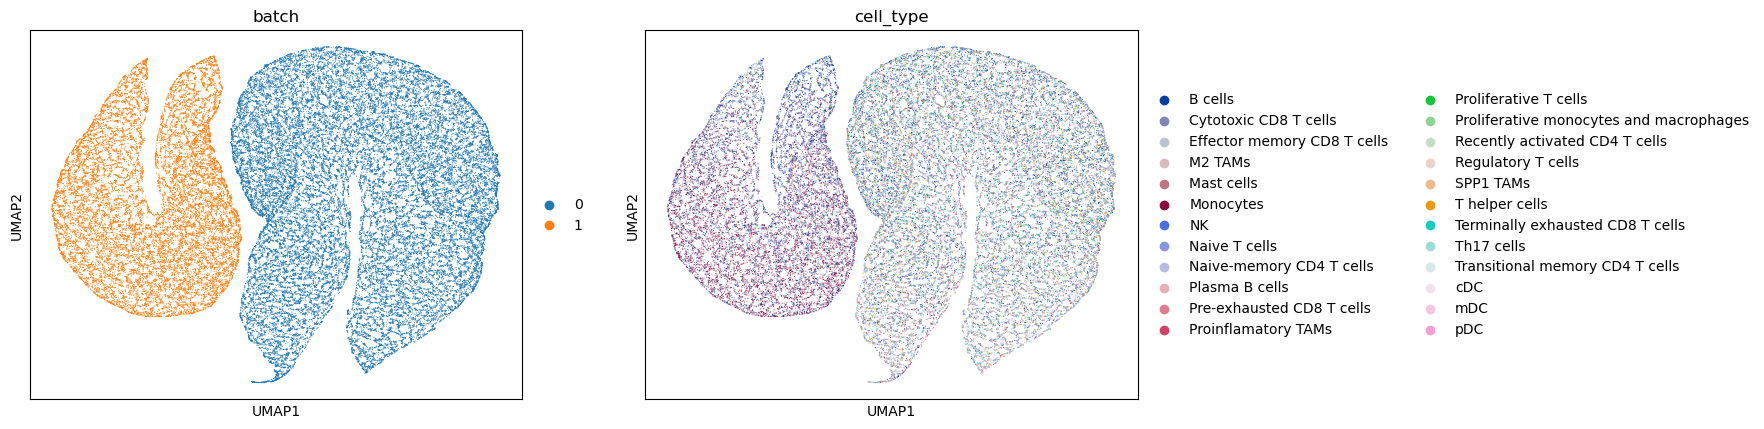 batch
UMAP2
UMAP1
0
1
cell_type
UMAP2
UMAP1
B cells
Cytotoxic CD8 T cells
Effector memory CD8 T cells
M2 TAMs
Mast cells
Monocytes
NK
Naive T cells
Naive-memory CD4 T cells
Plasma B cells
Pre-exhausted CD8 T cells
Proinflamatory TAMs
Proliferative T cells
Proliferative monocytes and macrophages
Recently activated CD4 T cells
Regulatory T cells
SPP1 TAMs
T helper cells
Terminally exhausted CD8 T cells
Th17 cells
Transitional memory CD4 T cells
cDC
mDC
pDC